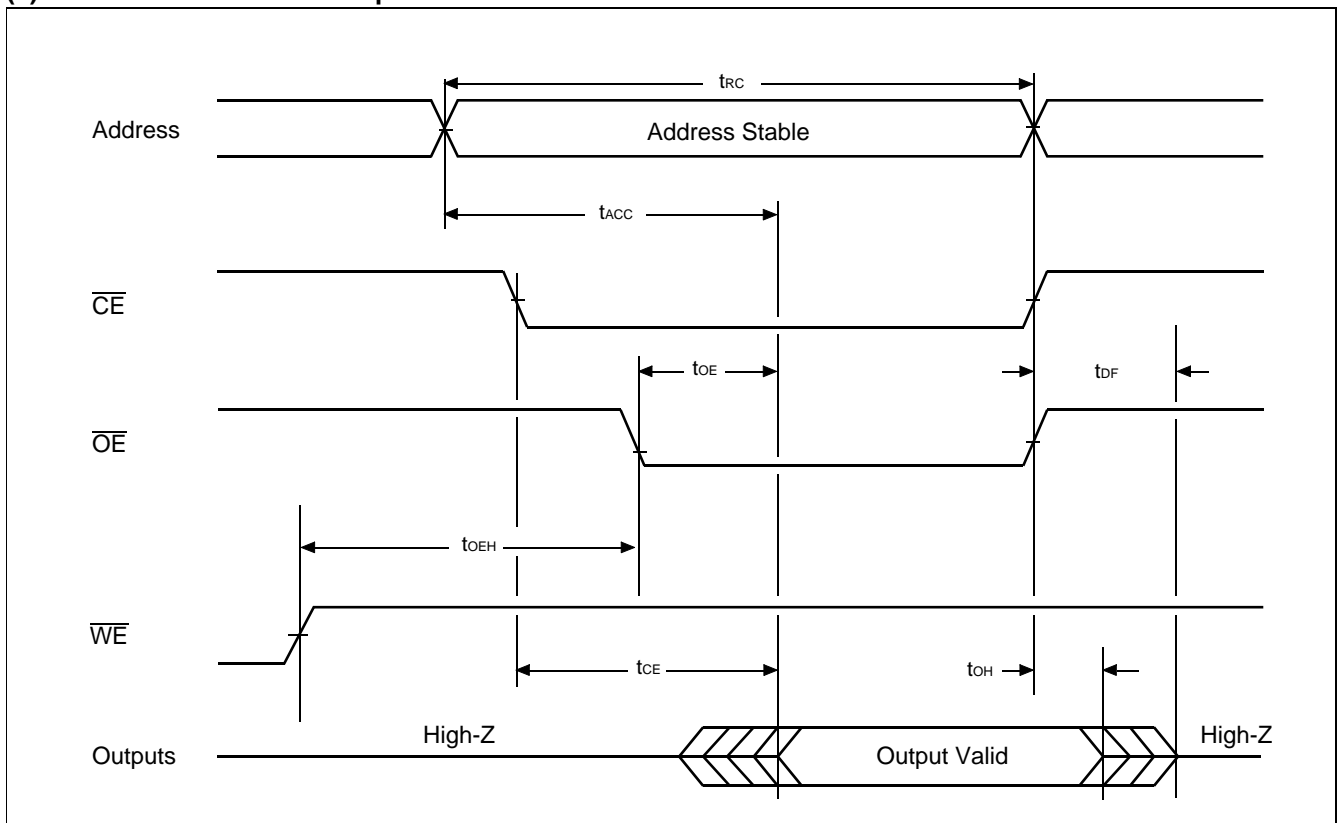 tRC
Address
Address Stable
tACC
CE
tOE
tDF
OE
tOEH
WE
tCE
tOH
High-Z
High-Z
Outputs
Output Valid